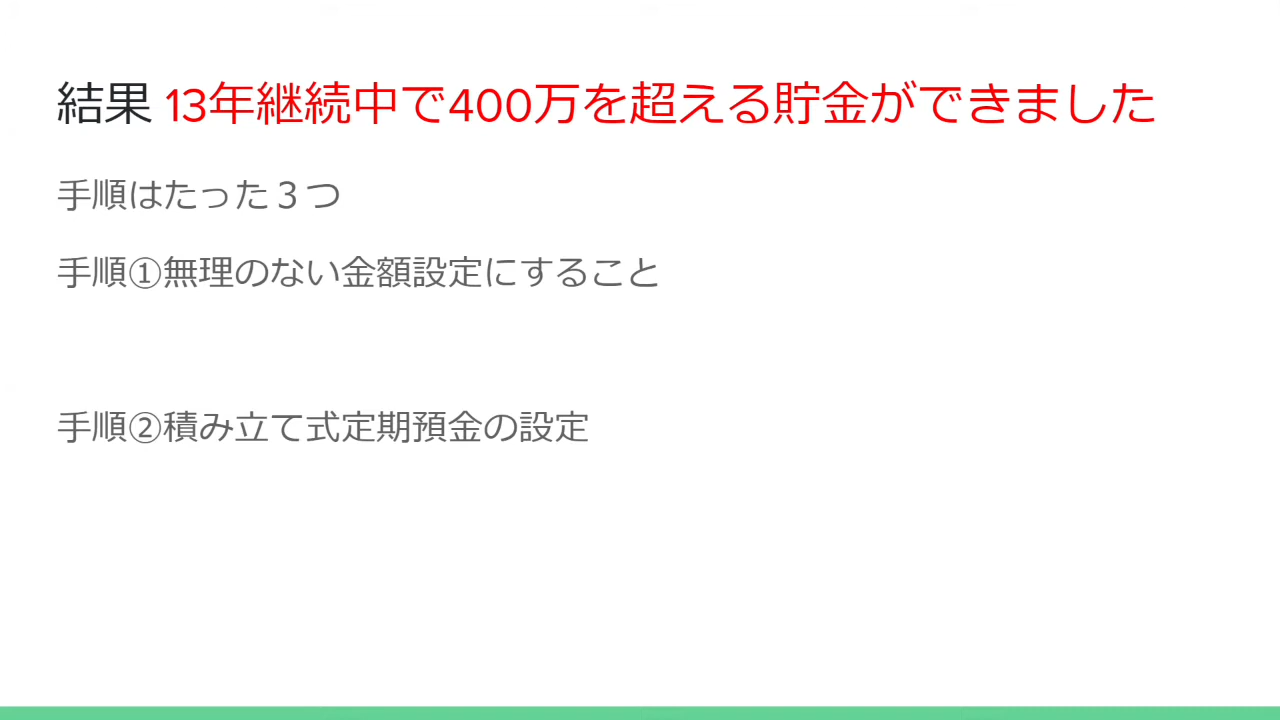 結果 13年継続中で400万を超える貯金ができました
手順はたった３つ
手順①無理のない金額設定にすること
手順②積み立て式定期預金の設定